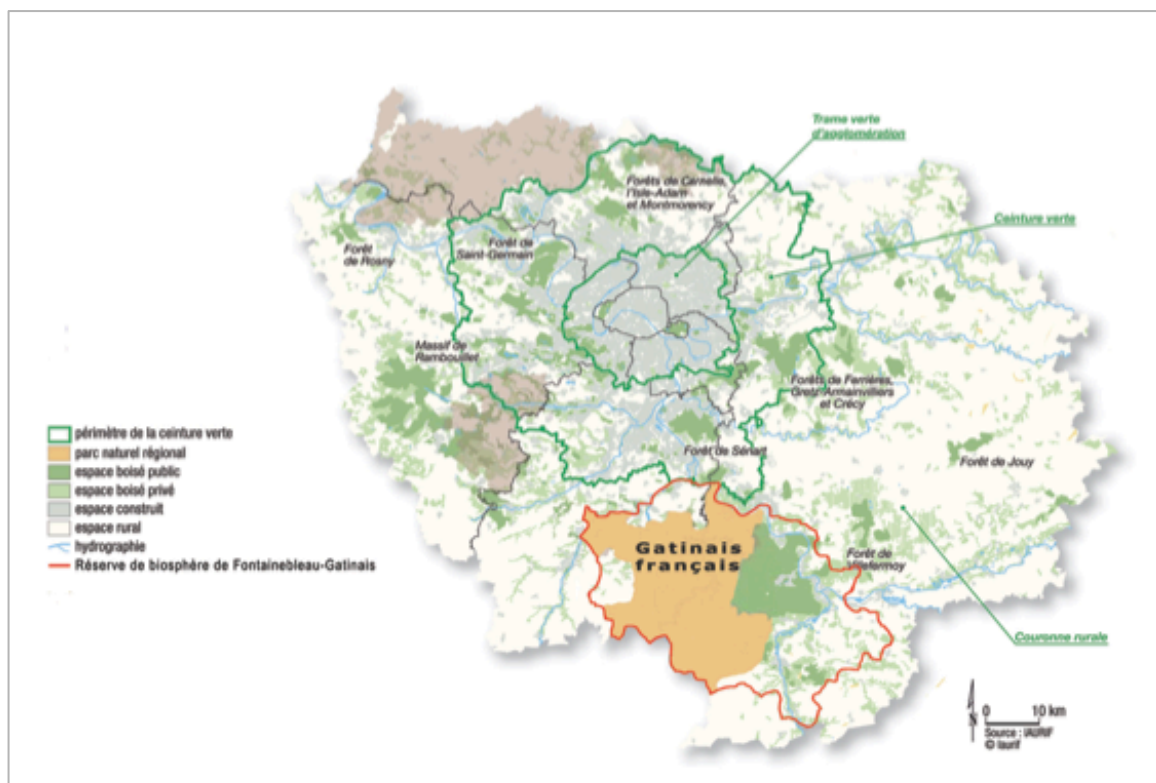 Trame verte
d'agglomération
Forêts de Carnelle,
l'Isle-Adam
et Montmorency
Ceinture verte
Forêt
de Rosny
Forêt de
Saint-Germain
Massif de
Rambouillet
Forêts de Ferrières,
Gretz-Armainvilliers
et Crécy
Forêt de Sénart
Forêt de Jouy
périmètre de la ceinture verte
parc naturel régional
espace boisé public
espace boisé privé
espace construit
espace rural
hydrographie
Réserve de biosphère de Fontainebleau-Gatinais
Gatinais
français
Forêt de
Villefermoy
Couronne rurale
N
0 10 km
Source : IAURIF
© Iaurif